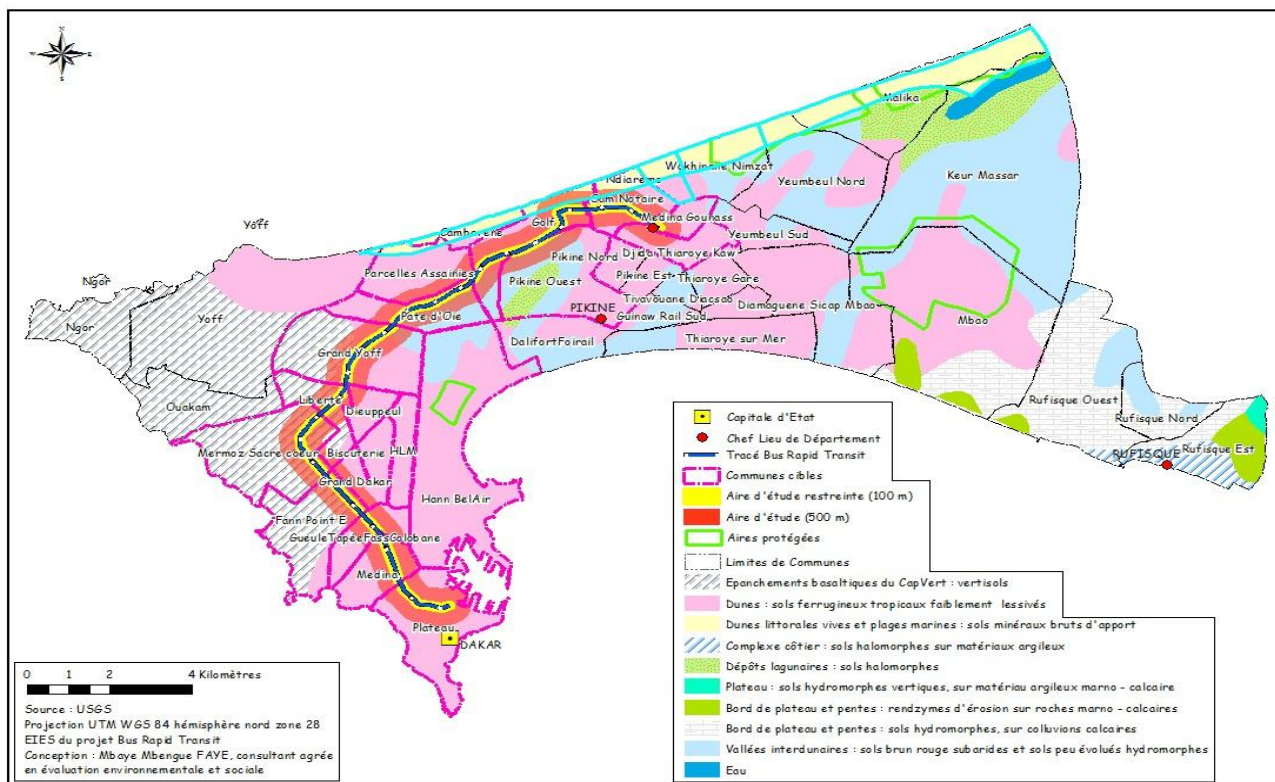 Malika
Wakhinane Nimzat
Ndiareme
Yeumbeul Nord
Keur Massar
Sam Notaire
Yoff
Golf
Medina Gounass
Camberene
Yeumbeul Sud
Djida Thiaroye Kaw
Pikine Nord
Parcelles Assainies
Ngor
Pikine Ouest
Pikine Est
Thiaroye Gare
Tivavouane Diacsao
Diamaguene Sicap Mbao
Yoff
Pate d'Oie
PIKINE
Guinaw Rail Sud
Mbao
Ngor
Dalifort Foirail
Thiaroye sur Mer
Grand Yoff
Ouakam
Liberte
Dieuppeul
Rufisque Ouest
Rufisque Nord
Mermoz Sacre coeur
Biscuterie
HLM
Rufisque Est
RUFISQUE
Grand Dakar
Hann BelAir
Fann Point E
GueuleTapéeFassColobane
Medina
Plateau
DAKAR
Capitale d'Etat
Chef Lieu de Département
Tracé Bus Rapid Transit
Communes cibles
Aire d'étude restreinte (100 m)
Aire d'étude (500 m)
Aires protégées
Limites de Communes
Epanchements basaltiques du CapVert : vertisols
Dunes : sols ferrugineux tropicaux faiblement lessivés
Dunes littorales vives et plages marines : sols minéraux bruts d'apport
Complexe côtier : sols halomorphes sur matériaux argileux
Dépôts lagunaires : sols halomorphes
Plateau : sols hydromorphes vertiques, sur matériau argileux marno - calcaire
Bord de plateau et pentes : rendzymes d'érosion sur roches marno - calcaires
Bord de plateau et pentes : sols hydromorphes, sur colluvions calcaires
Vallées interdunaires : sols brun rouge subarides et sols peu évolués hydromorphes
Eau
0 1 2 4 Kilomètres
Source : USGS
Projection UTM WGS 84 hémisphère nord zone 28
EIES du projet Bus Rapid Transit
Conception : Mbaye Mbengue FAYE, consultant agrée
en évaluation environnementale et sociale